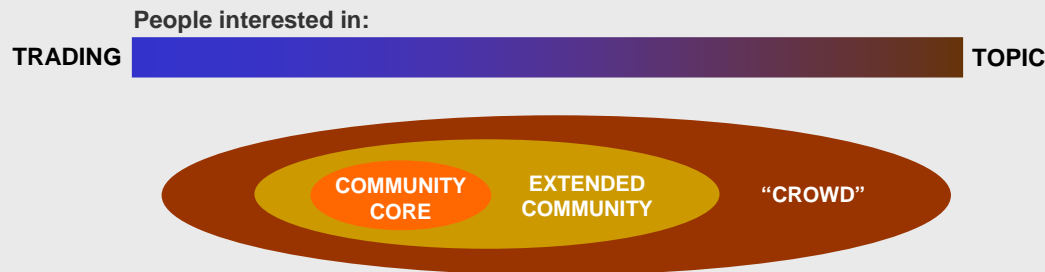 People interested in:
TRADING
TOPIC
COMMUNITY
CORE
EXTENDED
COMMUNITY
“CROWD”